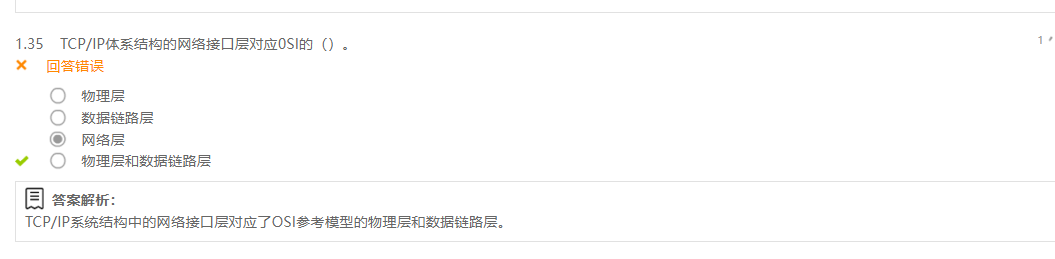 1.35 TCP/IP体系结构的网络接口层对应0SI的（）。
1
回答错误
物理层
数据链路层
网络层
物理层和数据链路层
答案解析：
TCP/IP系统结构中的网络接口层对应了OSI参考模型的物理层和数据链路层。